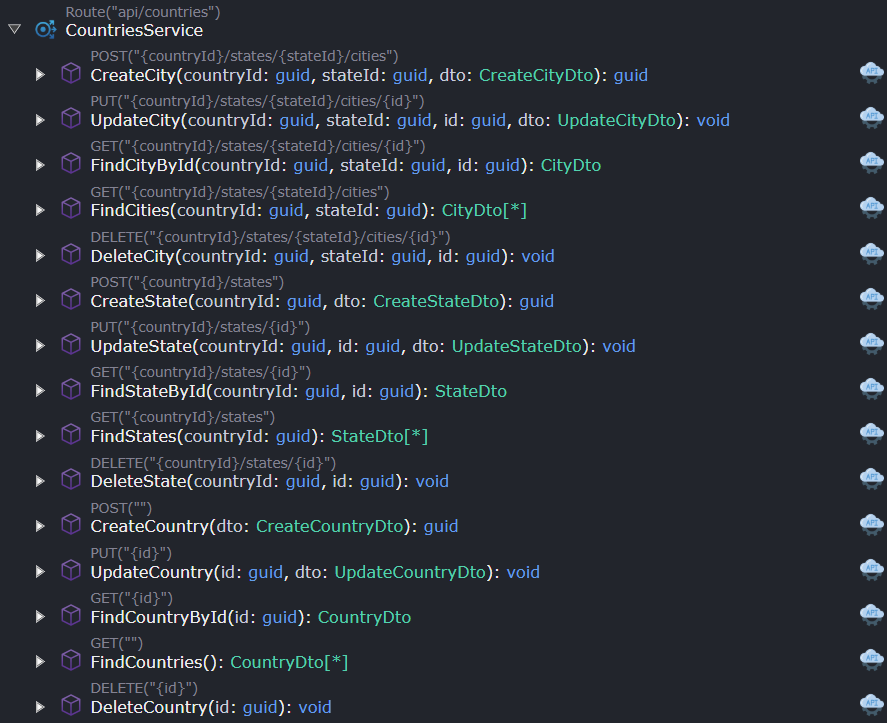 Route("api/countries")
CountriesService
POST("{countryId}/states/{stateId}/cities")
CreateCity(countryId: guid, stateId: guid, dto: CreateCityDto): guid
API
PUT("{countryId}/states/{stateId}/cities/{id}")
UpdateCity(countryId: guid, stateId: guid, id: guid, dto: UpdateCityDto): void
API
GET("{countryId}/states/{stateId}/cities/{id}")
FindCityById(countryId: guid, stateId: guid, id: guid): CityDto
API
GET("{countryId}/states/{stateId}/cities")
FindCities(countryId: guid, stateId: guid): CityDto[*]
API
DELETE("{countryId}/states/{stateId}/cities/{id}")
DeleteCity(countryId: guid, stateId: guid, id: guid): void
API
POST("{countryId}/states")
CreateState(countryId: guid, dto: CreateStateDto): guid
API
PUT("{countryId}/states/{id}")
UpdateState(countryId: guid, id: guid, dto: UpdateStateDto): void
API
GET("{countryId}/states/{id}")
FindStateById(countryId: guid, id: guid): StateDto
API
GET("{countryId}/states")
FindStates(countryId: guid): StateDto[*]
API
DELETE("{countryId}/states/{id}")
DeleteState(countryId: guid, id: guid): void
API
POST("")
CreateCountry(dto: CreateCountryDto): guid
API
PUT("{id}")
UpdateCountry(id: guid, dto: UpdateCountryDto): void
API
GET("{id}")
FindCountryById(id: guid): CountryDto
API
GET("")
FindCountries(): CountryDto[*]
API
DELETE("{id}")
DeleteCountry(id: guid): void
API